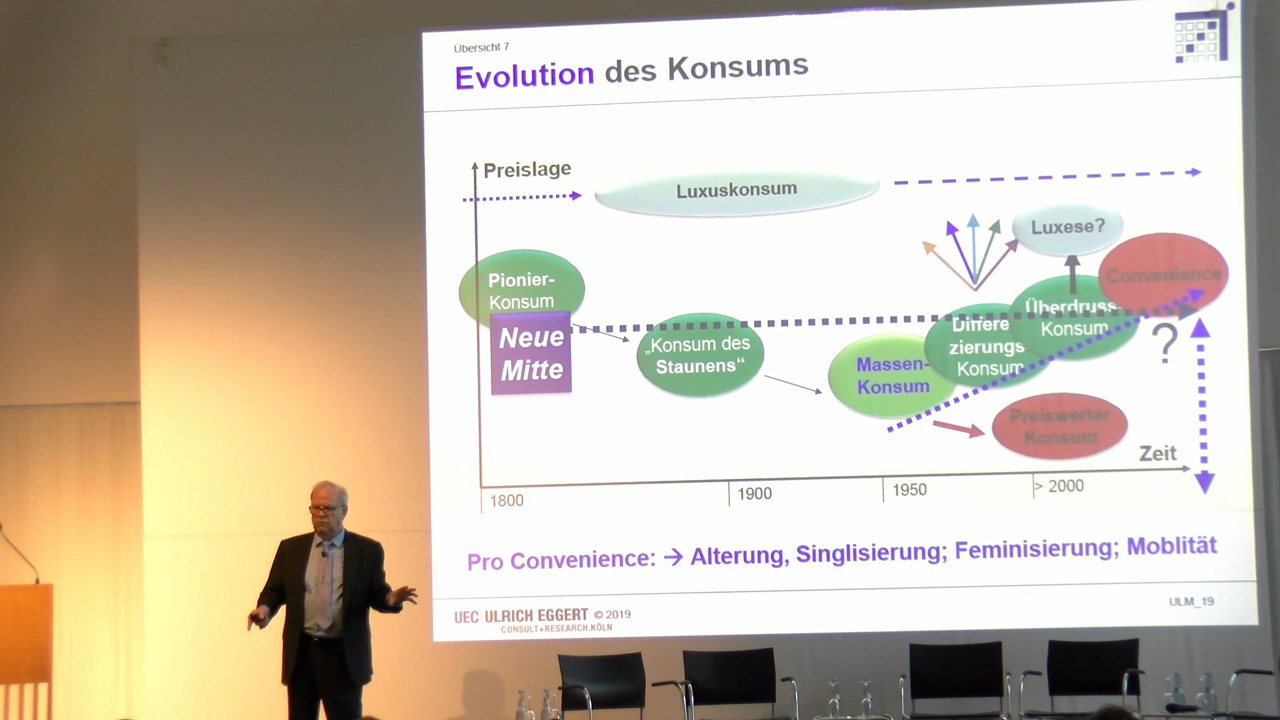 Übersicht 7
Evolution des Konsums
Preislage
Luxuskonsum
Luxese?
Convenience
Pionier-
Konsum
Überdruss-
Konsum
Neue
Mitte
Differe
zierungs
Konsum
„Konsum des
Staunens“
?
Massen-
Konsum
Preiswerter
Konsum
Zeit
1800
1900
1950
> 2000
Pro Convenience: → Alterung, Singlisierung; Feminisierung; Moblität
UEC ULRICH EGGERT © 2019
CONSULT+RESEARCH.KÖLN
ULM_19